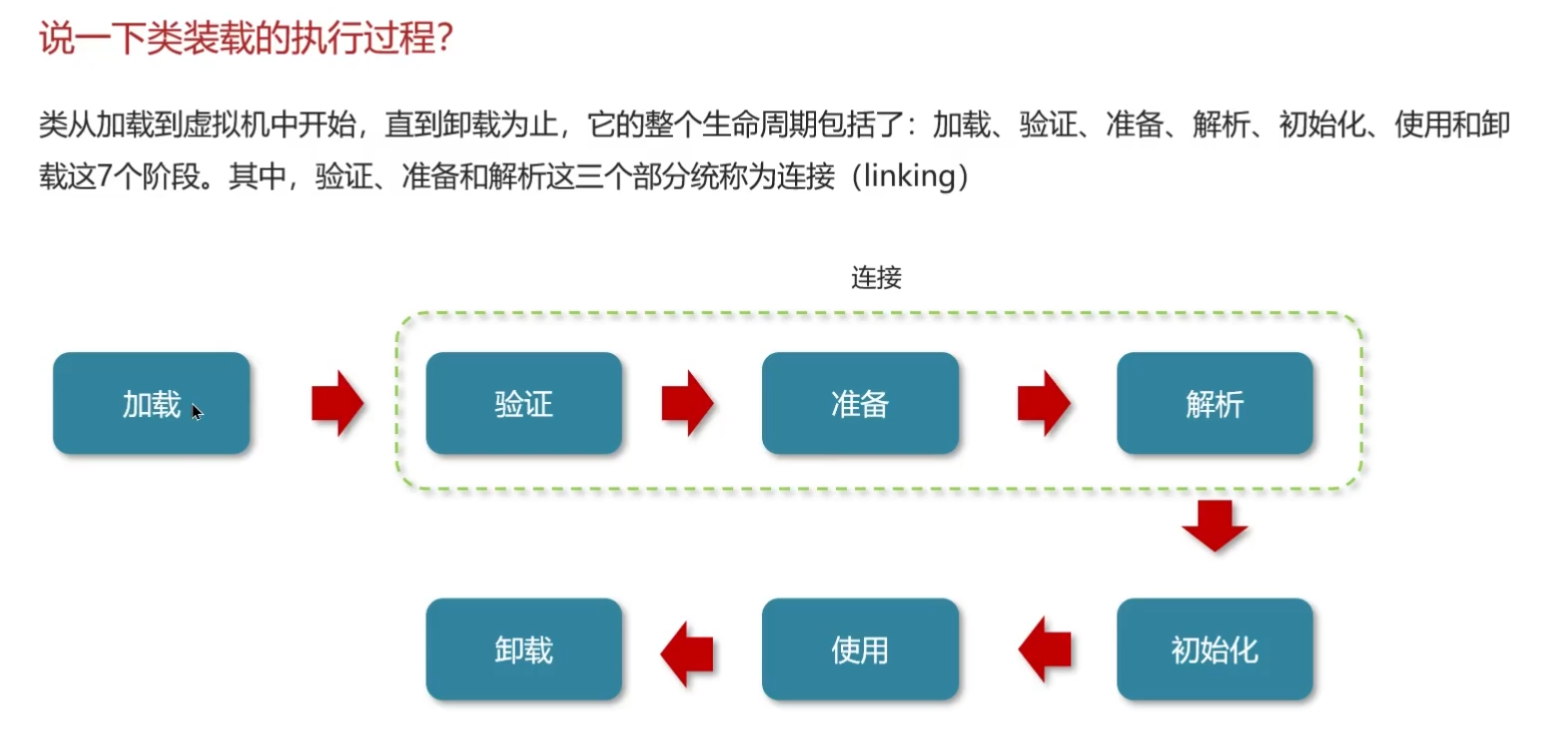 说一下类装载的执行过程？
类从加载到虚拟机中开始，直到卸载为止，它的整个生命周期包括了：加载、验证、准备、解析、初始化、使用和卸
载这7个阶段。其中，验证、准备和解析这三个部分统称为连接（linking）
连接
加载
验证
准备
解析
卸载
使用
初始化